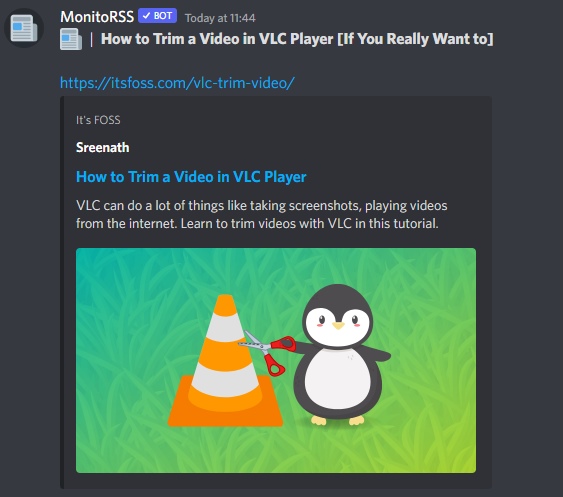 MonitoRSS ✓ BOT Today at 11:44
📰 | How to Trim a Video in VLC Player [If You Really Want to]
https://itsfoss.com/vlc-trim-video/
It's FOSS
Sreenath
How to Trim a Video in VLC Player
VLC can do a lot of things like taking screenshots, playing videos
from the internet. Learn to trim videos with VLC in this tutorial.